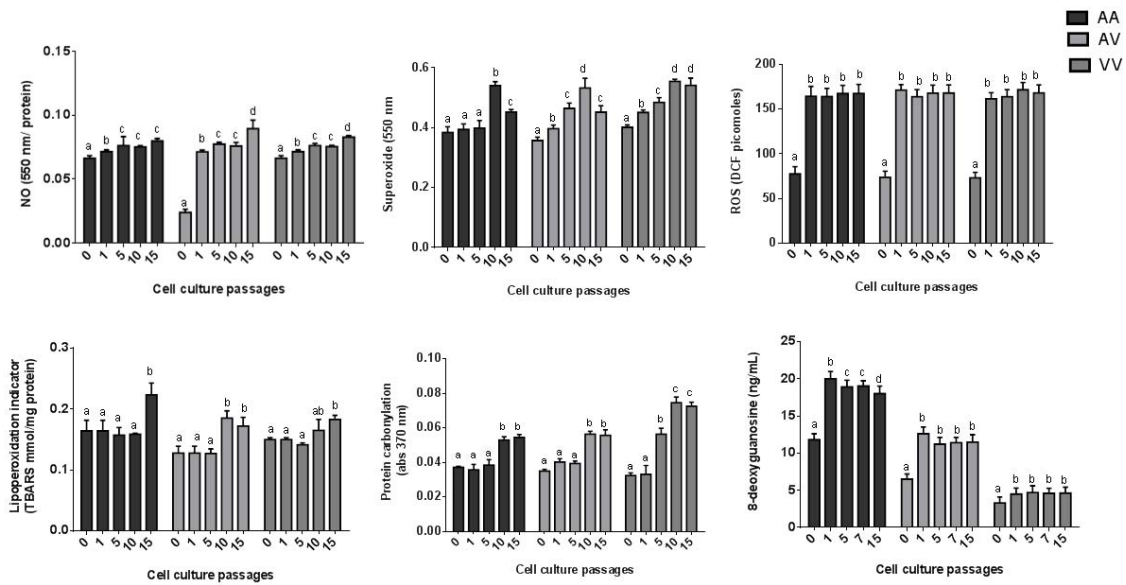 AA
AV
VV
NO (550 nm/ protein)
0.15
0.10
0.05
0.00
a b c c c a b c c d a b c c d
0 1 5 10 15 0 1 5 10 15 0 1 5 10 15
Cell culture passages
Superoxide (550 nm)
0.6
0.4
0.2
0.0
a a a b c a b c d c a b c d d
0 1 5 10 15 0 1 5 10 15 0 1 5 10 15
Cell culture passages
ROS (DCF picomoles)
200
150
100
50
0
a b b b b a b b b b a b b b b
0 1 5 10 15 0 1 5 10 15 0 1 5 10 15
Cell culture passages
Lipoperoxidation indicator
(TBARS mmol/mg protein)
0.3
0.2
0.1
0.0
a a a a b a a a b b a a a ab b
0 1 5 10 15 0 1 5 10 15 0 1 5 10 15
Cell culture passages
Protein carbonylation
(abs 370 nm)
0.10
0.08
0.06
0.04
0.02
0.00
a a a b b a a a b b a a b c c
0 1 5 10 15 0 1 5 10 15 0 1 5 10 15
Cell culture passages
8-deoxyguanosine (ng/mL)
25
20
15
10
5
0
a b c c d a b b b b a b b b b
0 1 5 7 15 0 1 5 7 15 0 1 5 7 15
Cell culture passages